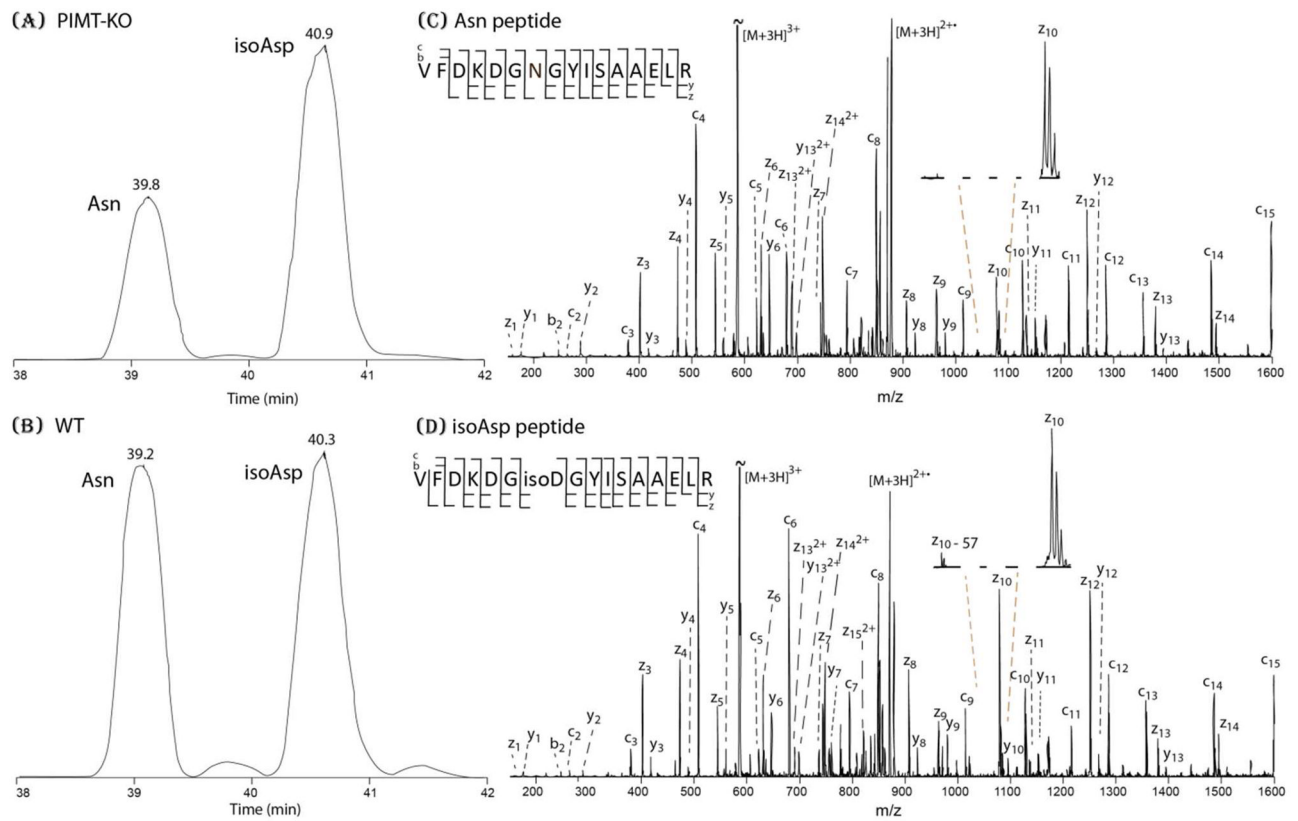 (A) PIMT-KO
isoAsp
40.9
Asn
39.8
38 39 40 41 42
Time (min)
(B) WT
Asn
39.2
isoAsp
40.3
38 39 40 41 42
Time (min)
(C) Asn peptide
c
b
VFDKDGNGYISAAELR
y
z
~
[M+3H]3+
[M+3H]2+•
z1
y1
b2
c2
y2
c3
z3
y3
z4
y4
c4
z5
y5
c5
z6
y6
c6
z13 2+
y13 2+
z7
z14 2+
c7
c8
z8
y8
z9
y9
c9
z10
z10
c10
z11
y11
c11
z12
y12
c12
c13
z13
y13
c14
z14
c15
200 300 400 500 600 700 800 900 1000 1100 1200 1300 1400 1500 1600
m/z
(D) isoAsp peptide
c
b
VFDKDGisoDGYISAAELR
y
z
~
[M+3H]3+
[M+3H]2+•
z1
y1
b2
c2
y2
c3
z3
y3
z4
y4
c4
z5
y5
c5
z6
y6
c6
z13 2+
y13 2+
z7
z14 2+
y7
c7
z15 2+
c8
z8
y8
z9
y9
c9
z10 - 57
z10
z10
y10
c10
z11
y11
c11
z12
y12
c12
c13
z13
y13
c14
z14
c15
200 300 400 500 600 700 800 900 1000 1100 1200 1300 1400 1500 1600
m/z